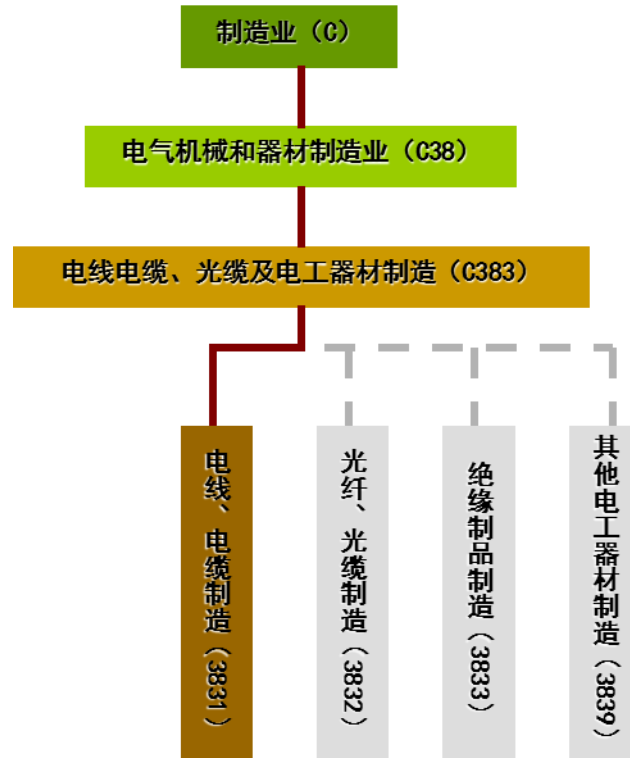 制造业（C）
电气机械和器材制造业（C38）
电线电缆、光缆及电工器材制造（C383）
电线、电缆制造（3831）
光纤、光缆制造（3832）
绝缘制品制造（3833）
其他电工器材制造（3839）